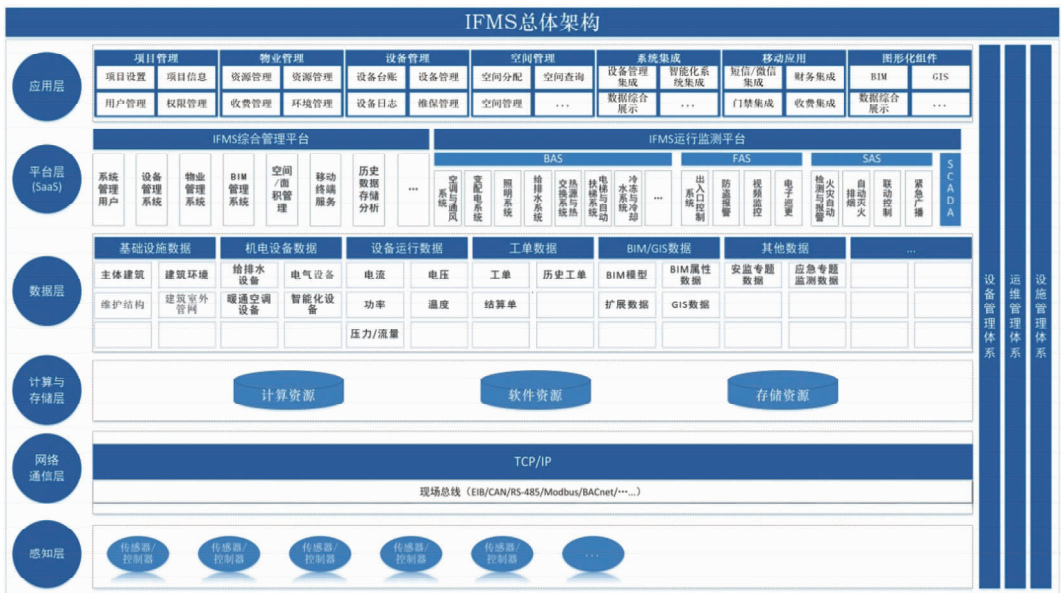 IFMS总体架构
应用层
项目管理
物业管理
设备管理
空间管理
系统集成
移动应用
图形化组件
项目设置
项目信息
资源管理
资源管理
设备台账
设备管理
空间分配
空间查询
设备管理
集成
智能化系
统集成
短信/微信
集成
财务集成
BIM
GIS
用户管理
权限管理
收费管理
环境管理
设备日志
维保管理
空间管理
...
数据综合
展示
...
门禁集成
收费集成
数据综合
展示
...
平台层
(SaaS)
IFMS综合管理平台
IFMS运行监测平台
系统
管理
用户
设备
管理
系统
物业
管理
系统
BIM
管理
系统
空间
/面
积管
理
移动
终端
服务
历史
数据
存储
分析
...
BAS
空调与通风
系统
变配电系统
照明系统
给排水系统
热源与热
交换系统
电梯与自动
扶梯系统
冷冻与冷却
水系统
...
FAS
出入口控制
系统
防盗报警
视频监控
电子巡更
SAS
火灾自动
检测与报警
自动灭火
排烟
联动控制
紧急广播
SCADA
数据层
基础设施数据
机电设备数据
设备运行数据
工单数据
BIM/GIS数据
其他数据
...
主体建筑
建筑环境
给排水
设备
电气设备
电流
电压
工单
历史工单
BIM模型
BIM属性
数据
安监专题
数据
应急专题
监测数据
维护结构
建筑室外
管网
暖通空调
设备
智能化设
备
功率
温度
结算单
扩展数据
GIS数据
压力/流量
计算与
存储层
计算资源
软件资源
存储资源
网络
通信层
TCP/IP
现场总线（EIB/CAN/RS-485/Modbus/BACnet/……）
感知层
传感器/
控制器
传感器/
控制器
传感器/
控制器
传感器/
控制器
传感器/
控制器
...
设备管理体系
运维管理体系
设施管理体系